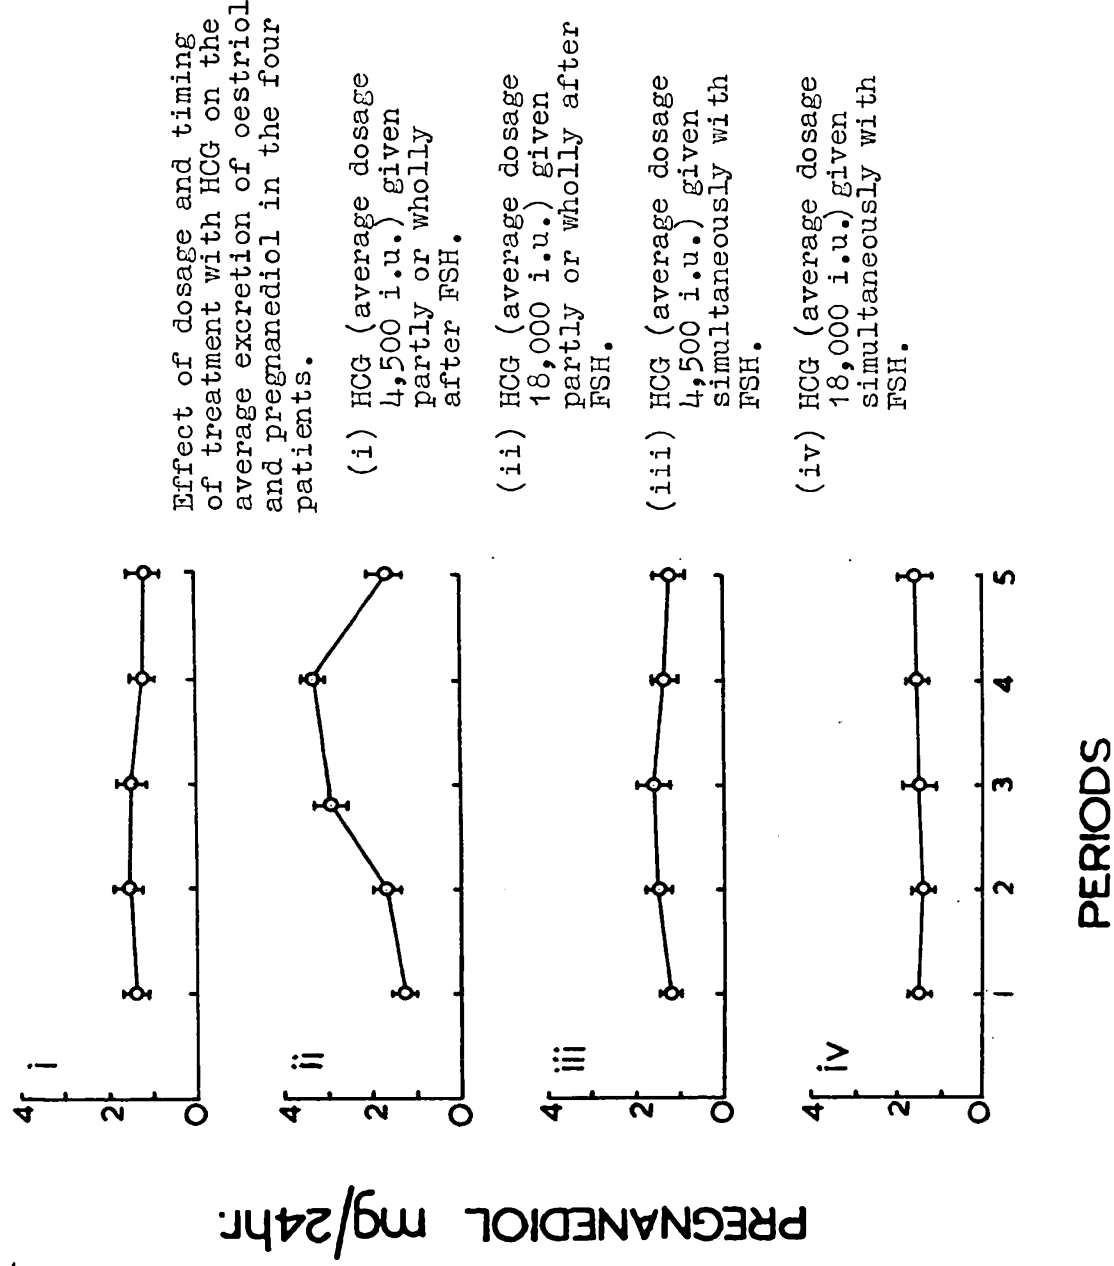 PREGNANEDIOL mg/24hr.
i
4
2
0
ii
4
2
0
iii
4
2
0
iv
4
2
0
1 2 3 4 5
PERIODS
Effect of dosage and timing
of treatment with HCG on the
average excretion of oestriol
and pregnanediol in the four
patients.
(i) HCG (average dosage
4,500 i.u.) given
partly or wholly
after FSH.
(ii) HCG (average dosage
18,000 i.u.) given
partly or wholly after
FSH.
(iii) HCG (average dosage
4,500 i.u.) given
simultaneously with
FSH.
(iv) HCG (average dosage
18,000 i.u.) given
simultaneously with
FSH.